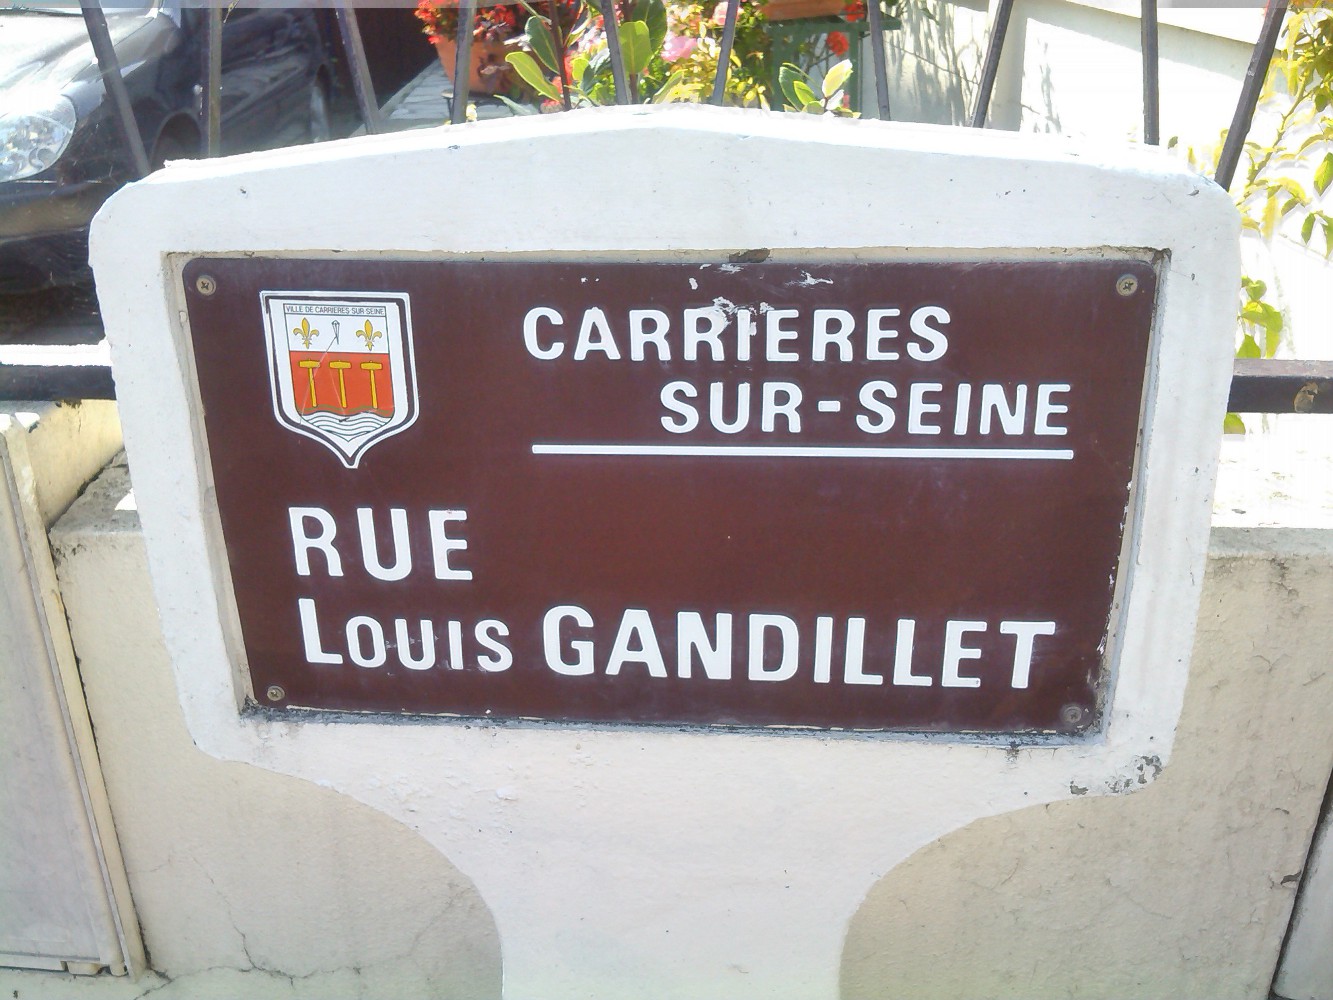 VILLE DE CARRIERES-SUR-SEINE
CARRIERES
SUR-SEINE
RUE
LOUIS GANDILLET